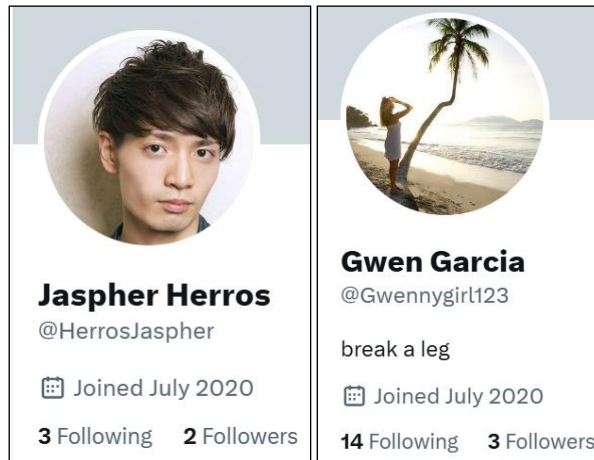 Jaspher Herros
@HerrosJaspher
Joined July 2020
3 Following 2 Followers
Gwen Garcia
@Gwennygirl123
break a leg
Joined July 2020
14 Following 3 Followers